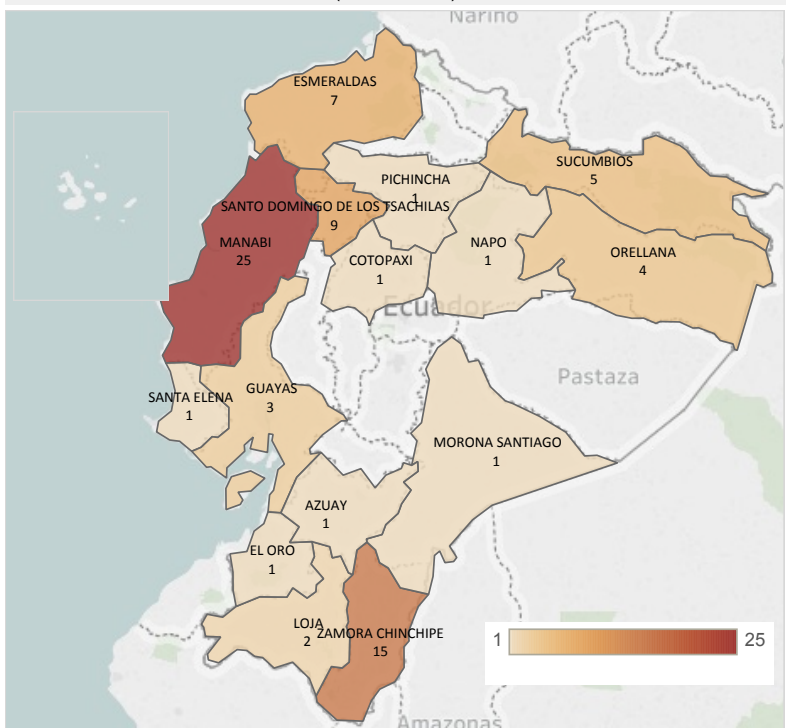 Nariño
ESMERALDAS
7
SUCUMBIOS
5
PICHINCHA
1
SANTO DOMINGO DE LOS TSACHILAS
9
MANABI
25
NAPO
1
ORELLANA
4
COTOPAXI
1
Ecuador
Pastaza
SANTA ELENA
1
GUAYAS
3
MORONA SANTIAGO
1
AZUAY
1
EL ORO
1
LOJA
2
ZAMORA CHINCHIPE
15
1
25
Amazonas